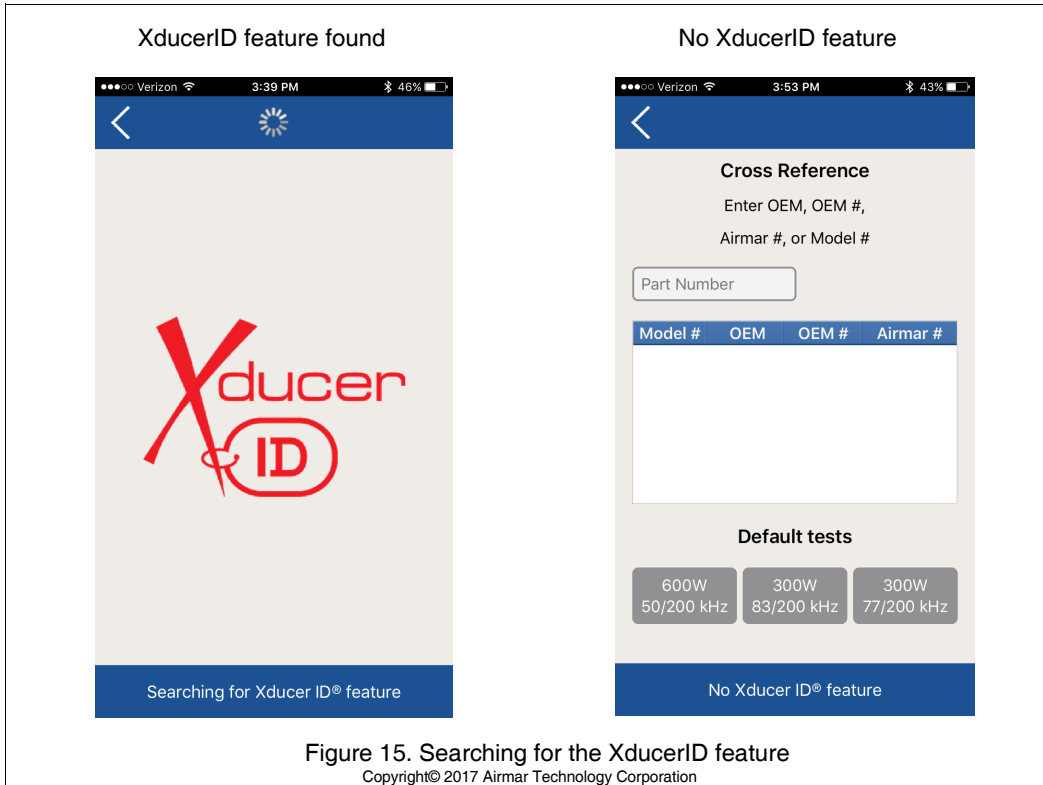 XducerID feature found
●●●○○ Verizon 3:39 PM 46%
Xducer
ID
Searching for Xducer ID® feature
No XducerID feature
●●●○○ Verizon 3:53 PM 43%
Cross Reference
Enter OEM, OEM #,
Airmar #, or Model #
Part Number
Model # OEM OEM # Airmar #
Default tests
600W
50/200 kHz
300W
83/200 kHz
300W
77/200 kHz
No Xducer ID® feature
Figure 15. Searching for the XducerID feature
Copyright© 2017 Airmar Technology Corporation